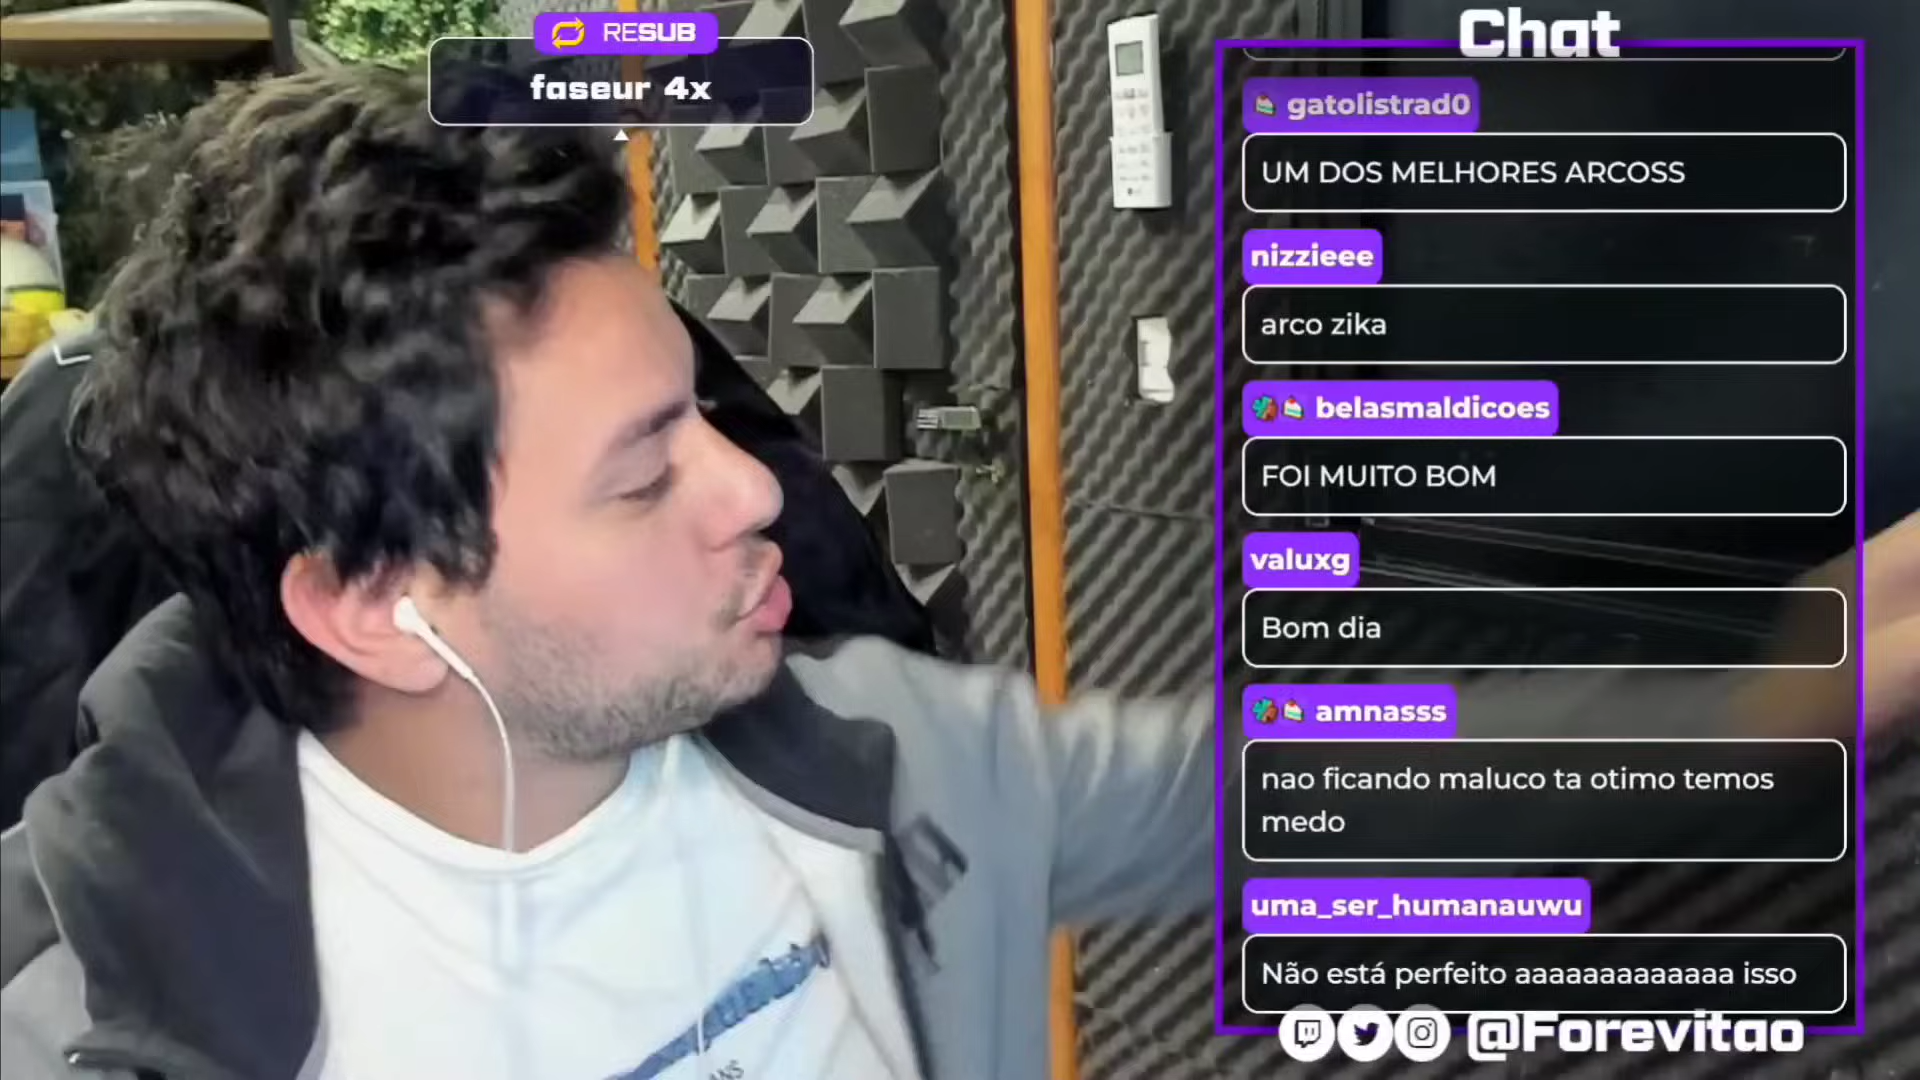 RESUB
faseur 4x
Chat
gatolistrad0
UM DOS MELHORES ARCOSS
nizzieee
arco zika
belasmaldicoes
FOI MUITO BOM
valuxg
Bom dia
amnasss
nao ficando maluco ta otimo temos
medo
uma_ser_humanauwu
Não está perfeito aaaaaaaaaaaaa isso
@Forevitao